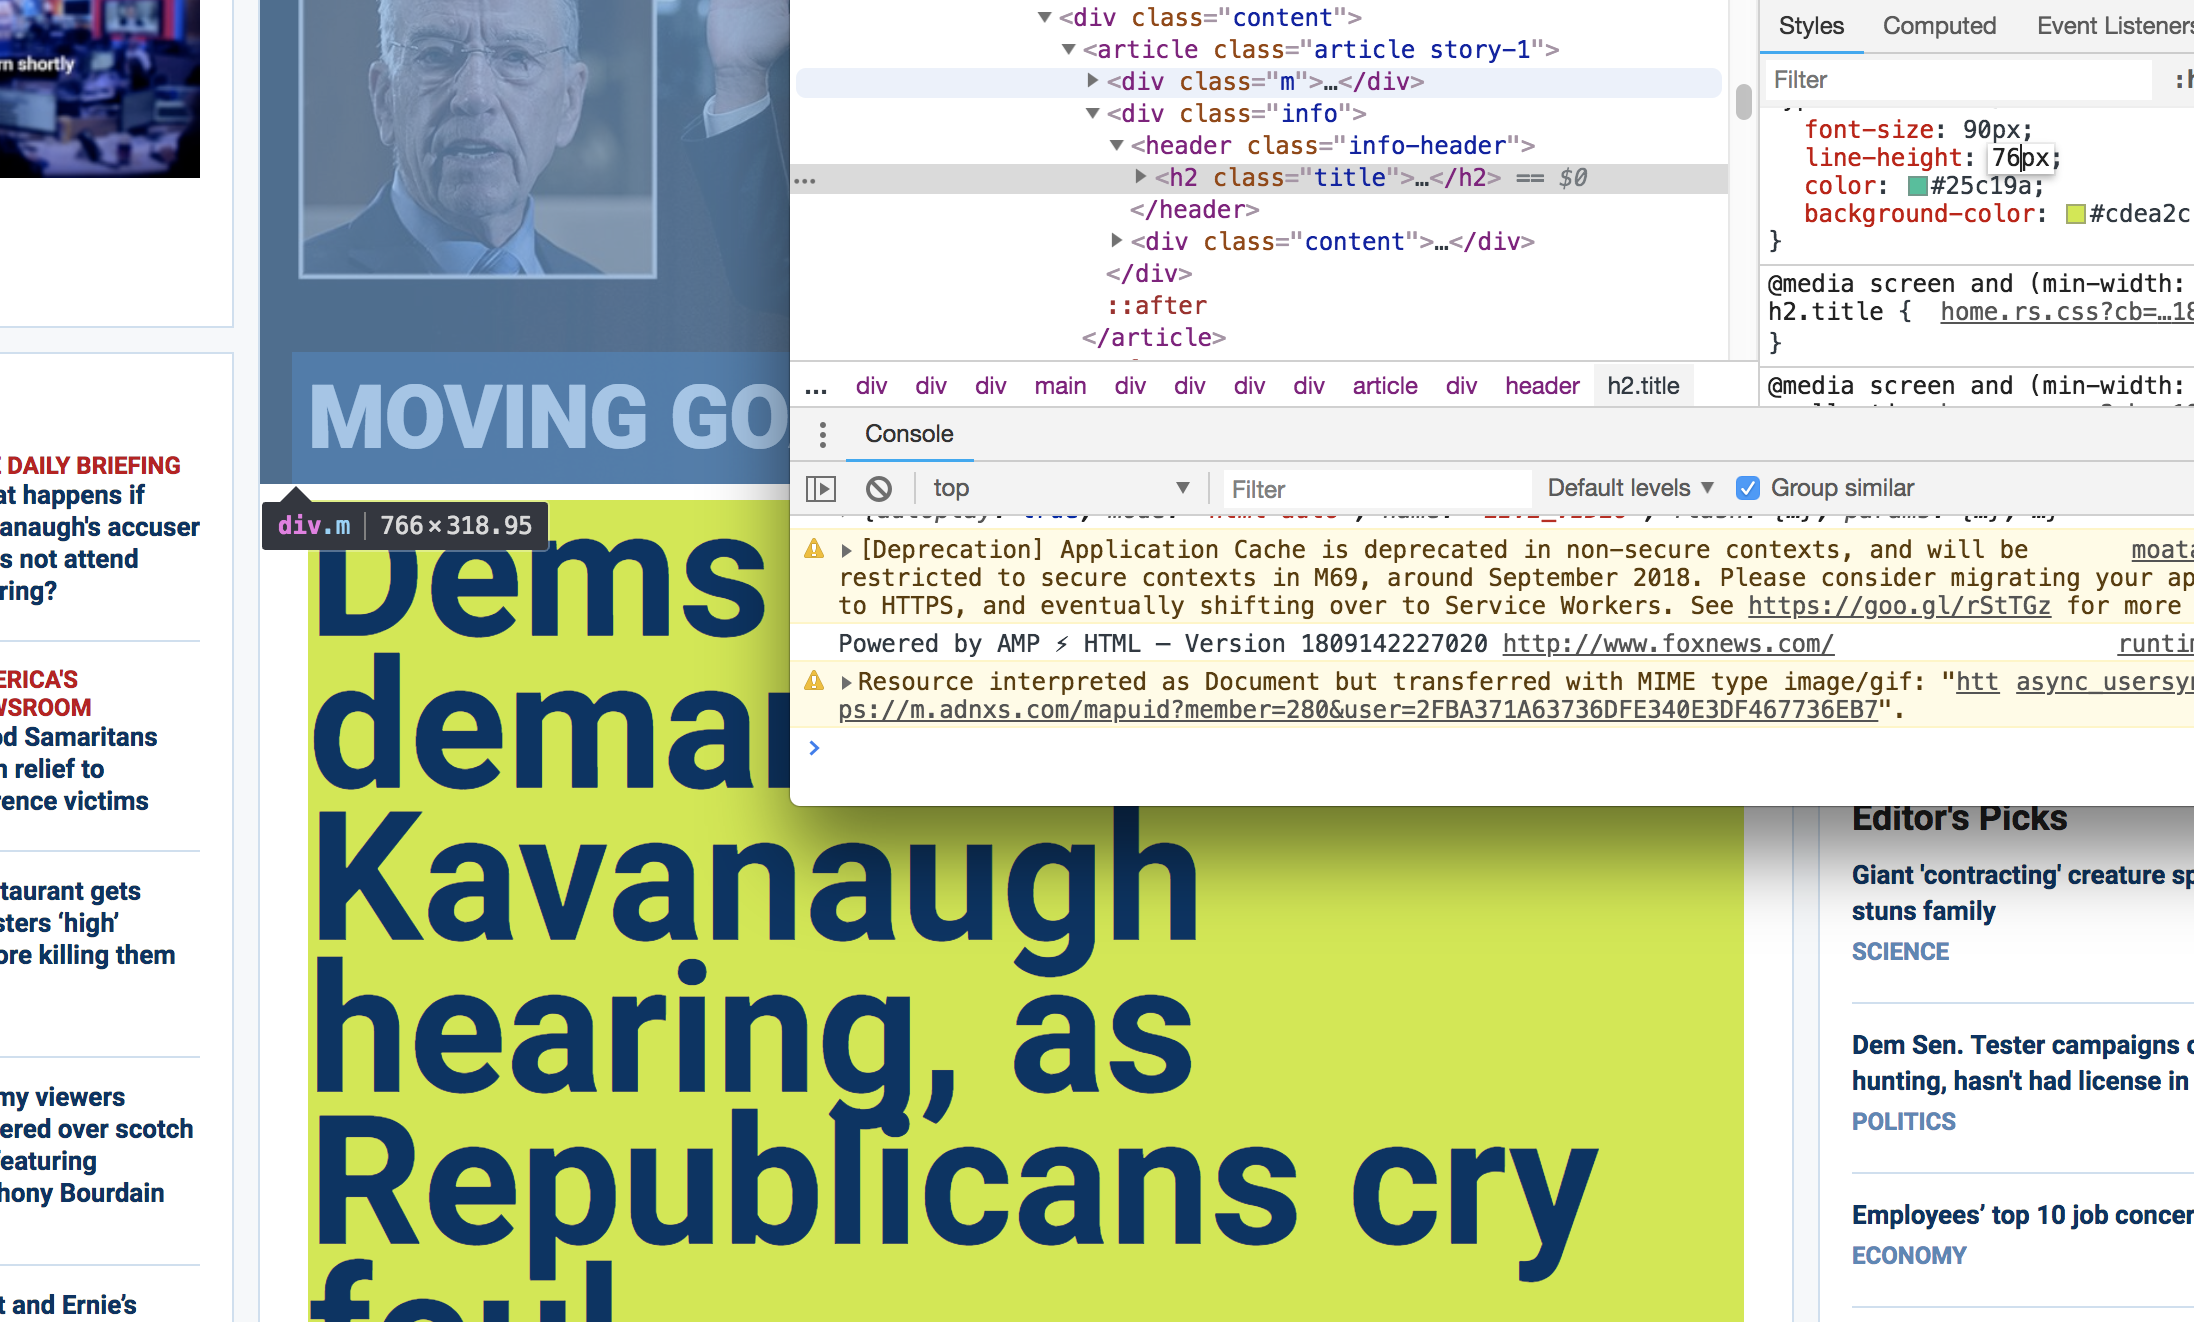 rn shortly
DAILY BRIEFING
at happens if
anaugh's accuser
s not attend
ring?
ERICA'S
WSROOM
od Samaritans
n relief to
rence victims
taurant gets
sters ‘high’
ore killing them
my viewers
ered over scotch
eaturing
hony Bourdain
t and Ernie’s
MOVING GO
div.m 766×318.95
Dems
deman
Kavanaugh
hearing, as
Republicans cry
foul
<div class="content">
<article class="article story-1">
<div class="m">…</div>
<div class="info">
<header class="info-header">
… <h2 class="title">…</h2> == $0
</header>
<div class="content">…</div>
</div>
::after
</article>
… div div div main div div div div article div header h2.title
Styles Computed Event Listeners
Filter :h
font-size: 90px;
line-height: 76px;
color: #25c19a;
background-color: #cdea2c
}
@media screen and (min-width:
h2.title { home.rs.css?cb=…18
}
@media screen and (min-width:
Console
top Filter Default levels Group similar
[Deprecation] Application Cache is deprecated in non-secure contexts, and will be moata
restricted to secure contexts in M69, around September 2018. Please consider migrating your ap
to HTTPS, and eventually shifting over to Service Workers. See https://goo.gl/rStTGz for more
Powered by AMP ⚡ HTML – Version 1809142227020 http://www.foxnews.com/ runtim
Resource interpreted as Document but transferred with MIME type image/gif: "htt async_usersyn
ps://m.adnxs.com/mapuid?member=280&user=2FBA371A63736DFE340E3DF467736EB7".
Editor's Picks
Giant 'contracting' creature sp
stuns family
SCIENCE
Dem Sen. Tester campaigns o
hunting, hasn't had license in
POLITICS
Employees’ top 10 job concer
ECONOMY